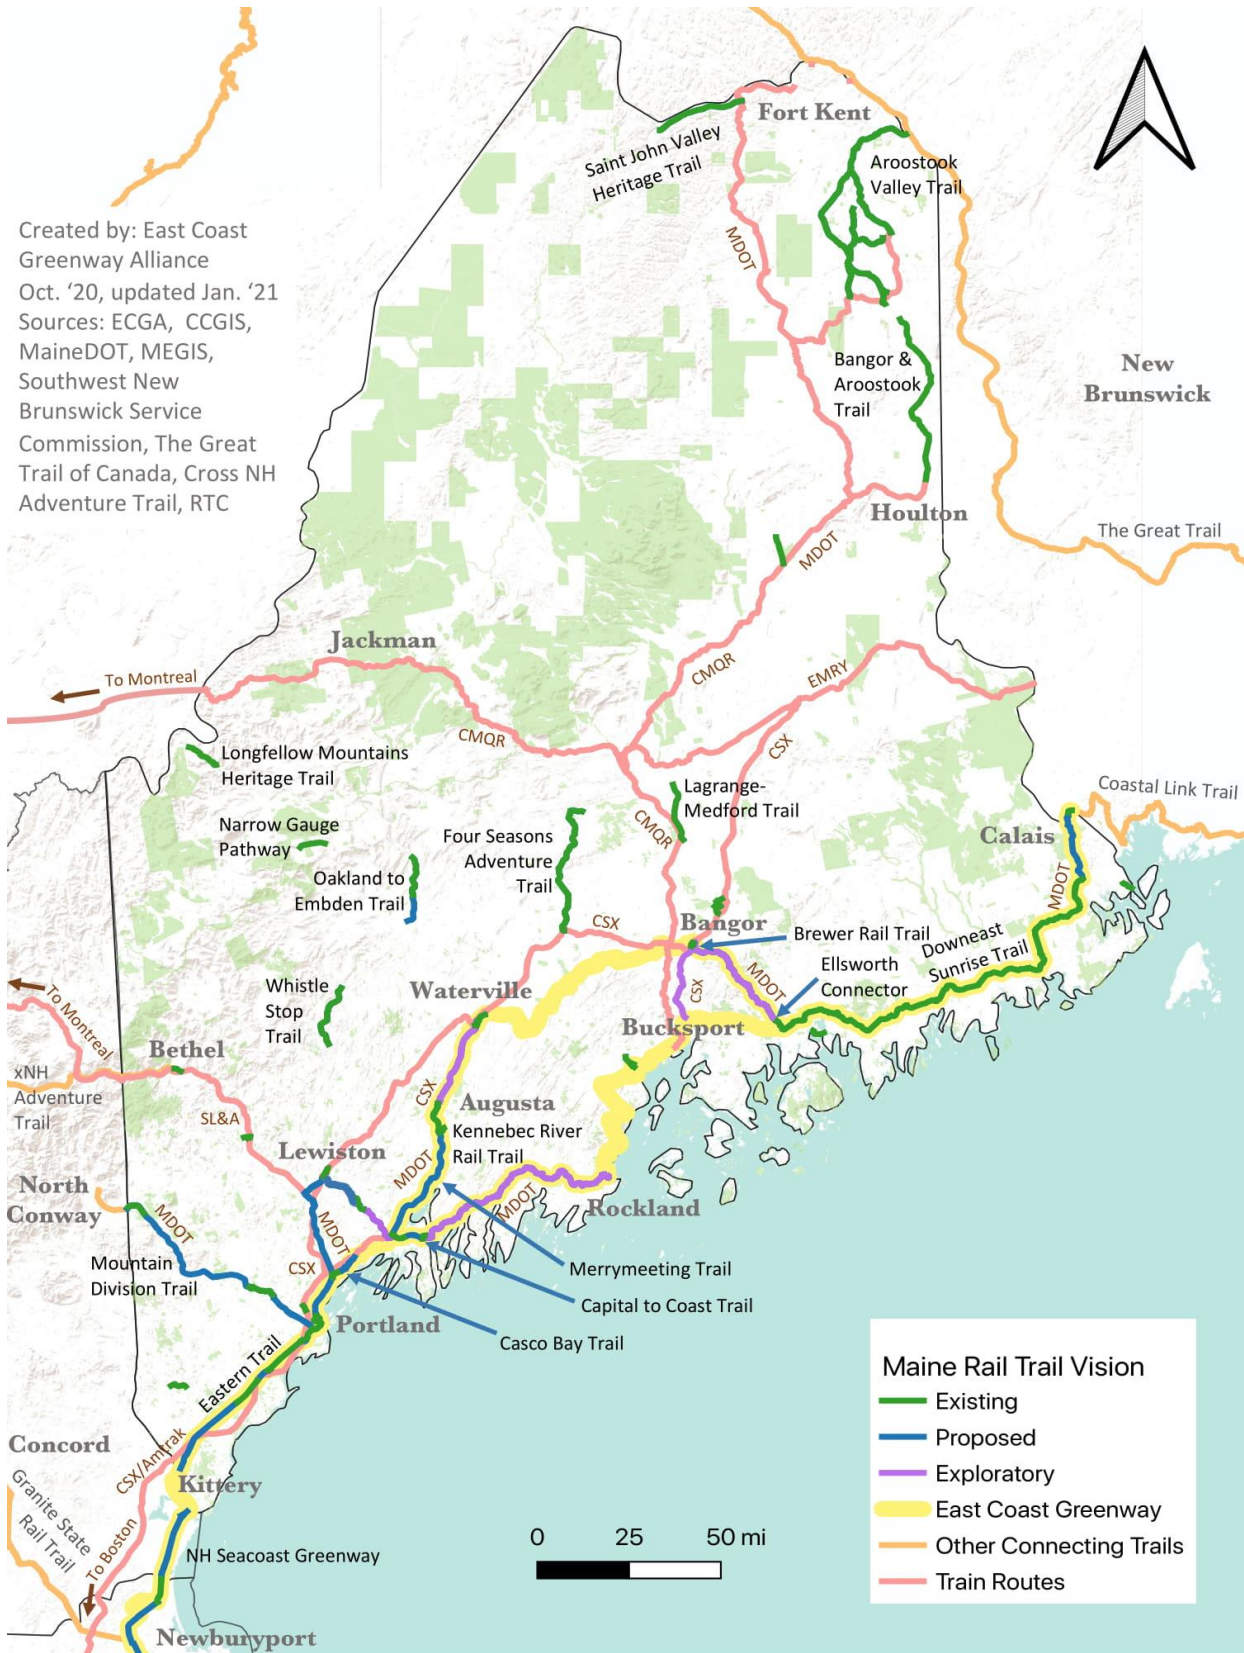 Fort Kent
Saint John Valley
Heritage Trail
Aroostook
Valley Trail
Created by: East Coast
Greenway Alliance
Oct. ‘20, updated Jan. ‘21
Sources: ECGA, CCGIS,
MaineDOT, MEGIS,
Southwest New
Brunswick Service
Commission, The Great
Trail of Canada, Cross NH
Adventure Trail, RTC
MDOT
Bangor &
Aroostook
Trail
New
Brunswick
Houlton
The Great Trail
MDOT
Jackman
To Montreal
CMQR
EMRY
CMQR
CSX
Longfellow Mountains
Heritage Trail
Lagrange-
Medford Trail
Coastal Link Trail
Narrow Gauge
Pathway
Four Seasons
Adventure
Trail
CMQR
Calais
Oakland to
Embden Trail
MDOT
CSX
Bangor
Brewer Rail Trail
Downeast
Sunrise Trail
Ellsworth
Connector
MDOT
CSX
Whistle
Stop
Trail
Waterville
Bucksport
To Montreal
Bethel
xNH
Adventure
Trail
CSX
SL&A
Augusta
Kennebec River
Rail Trail
Lewiston
MDOT
North
Conway
MDOT
MDOT
MDOT
Rockland
Mountain
Division Trail
CSX
Merrymeeting Trail
Capital to Coast Trail
Portland
Casco Bay Trail
Eastern Trail
Concord
CSX/Amtrak
Kittery
Granite State
Rail Trail
To Boston
NH Seacoast Greenway
Newburyport
0 25 50 mi
Maine Rail Trail Vision
Existing
Proposed
Exploratory
East Coast Greenway
Other Connecting Trails
Train Routes